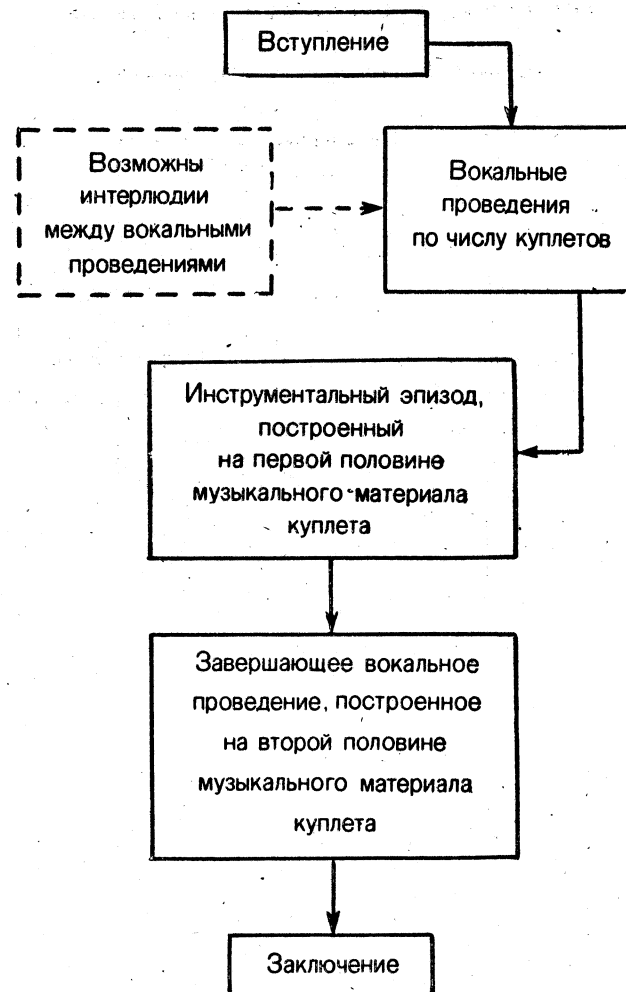 Вступление
Возможны
интерлюдии
между вокальными
проведениями
Вокальные
проведения
по числу куплетов
Инструментальный эпизод,
построенный
на первой половине
музыкального материала
куплета
Завершающее вокальное
проведение, построенное
на второй половине
музыкального материала
куплета
Заключение